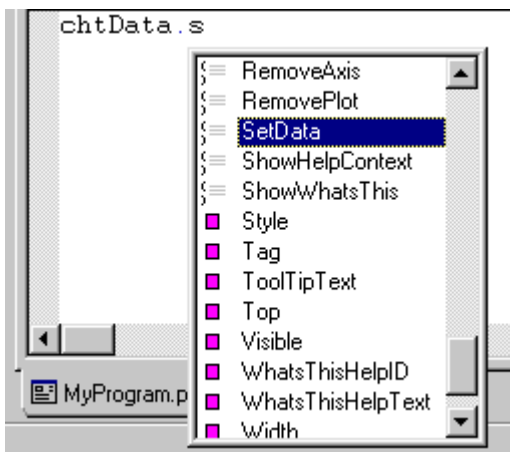 chtData.s
RemoveAxis
RemovePlot
SetData
ShowHelpContext
ShowWhatsThis
Style
Tag
ToolTipText
Top
Visible
WhatsThisHelpID
MyProgram.p
WhatsThisHelpText
Width